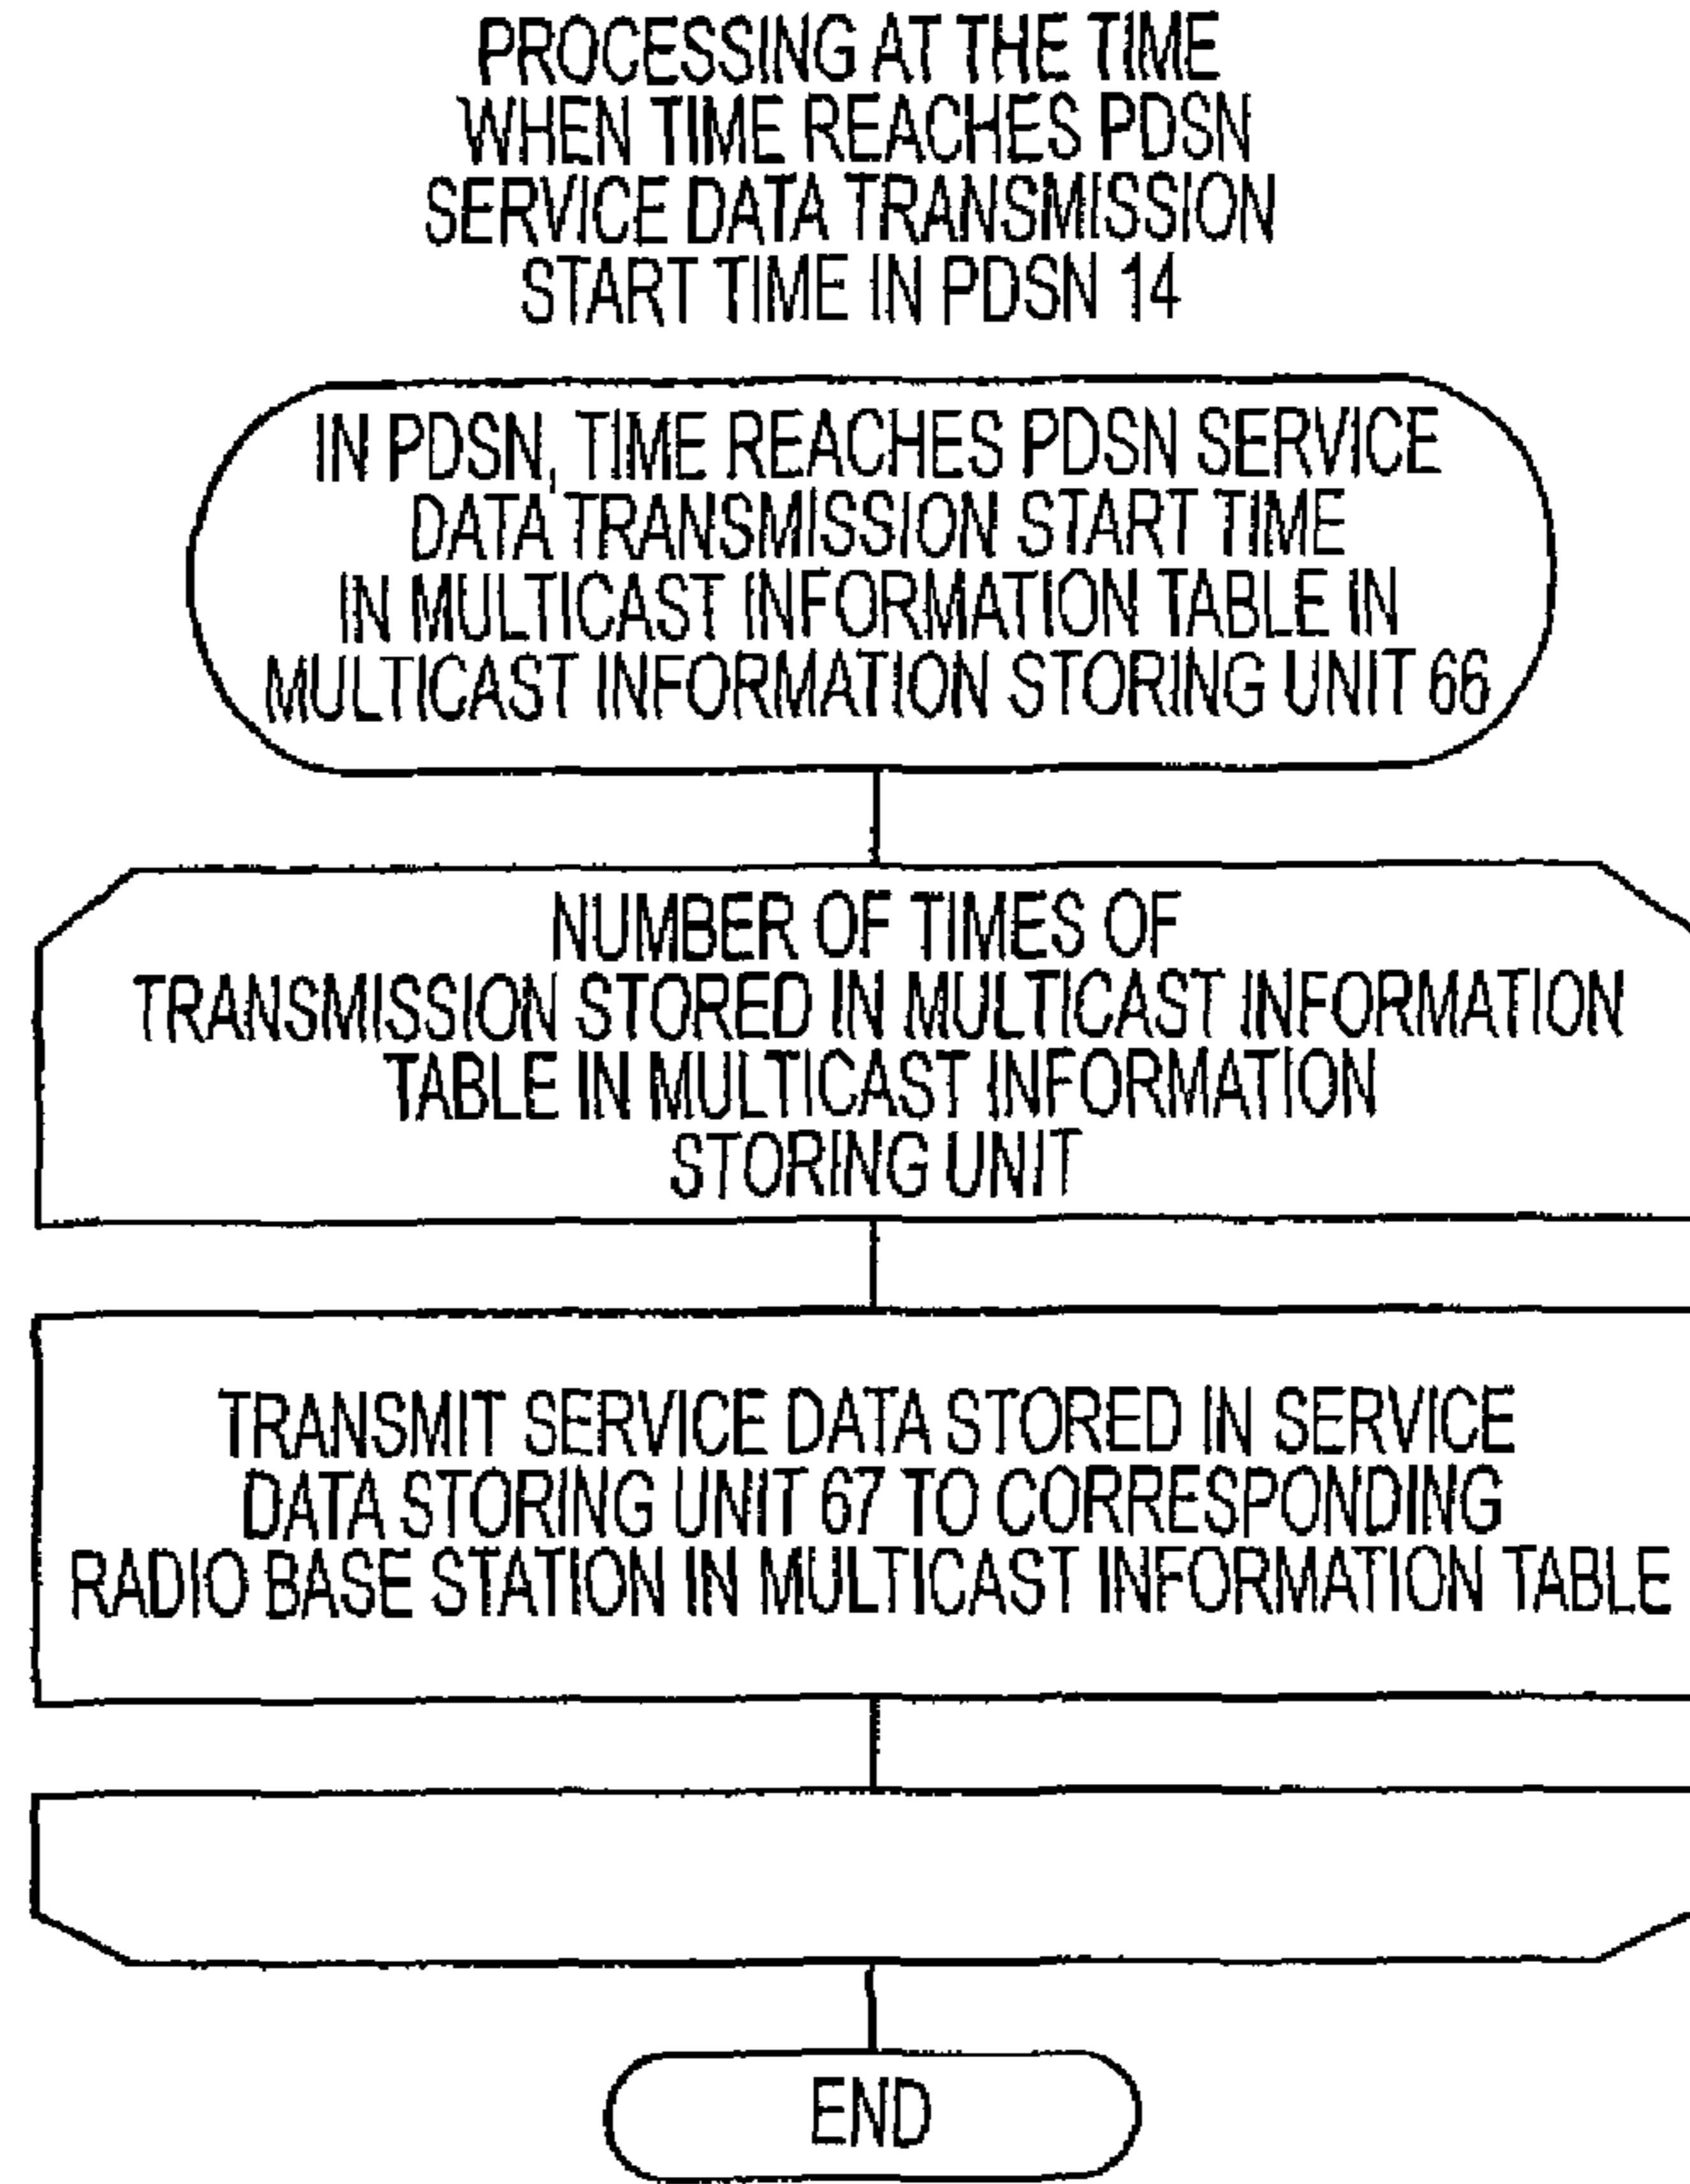 PROCESSING AT THE TIME
WHEN TIME REACHES PDSN
SERVICE DATA TRANSMISSION
START TIME IN PDSN 14
IN PDSN, TIME REACHES PDSN SERVICE
DATA TRANSMISSION START TIME
IN MULTICAST INFORMATION TABLE IN
MULTICAST INFORMATION STORING UNIT 66
NUMBER OF TIMES OF
TRANSMISSION STORED IN MULTICAST INFORMATION
TABLE IN MULTICAST INFORMATION
STORING UNIT
TRANSMIT SERVICE DATA STORED IN SERVICE
DATA STORING UNIT 67 TO CORRESPONDING
RADIO BASE STATION IN MULTICAST INFORMATION TABLE
END